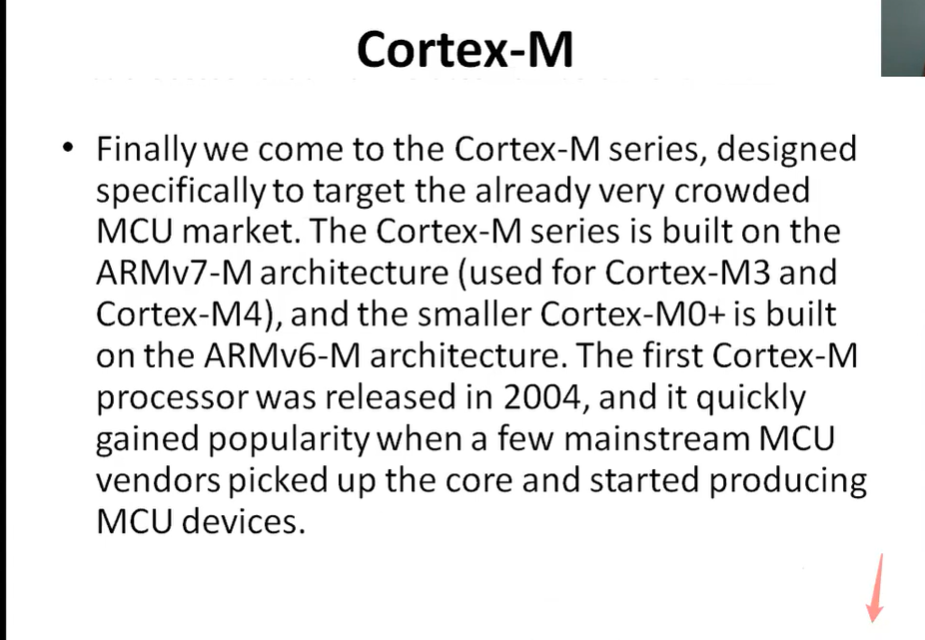 Cortex-M
• Finally we come to the Cortex-M series, designed
specifically to target the already very crowded
MCU market. The Cortex-M series is built on the
ARMv7-M architecture (used for Cortex-M3 and
Cortex-M4), and the smaller Cortex-M0+ is built
on the ARMv6-M architecture. The first Cortex-M
processor was released in 2004, and it quickly
gained popularity when a few mainstream MCU
vendors picked up the core and started producing
MCU devices.